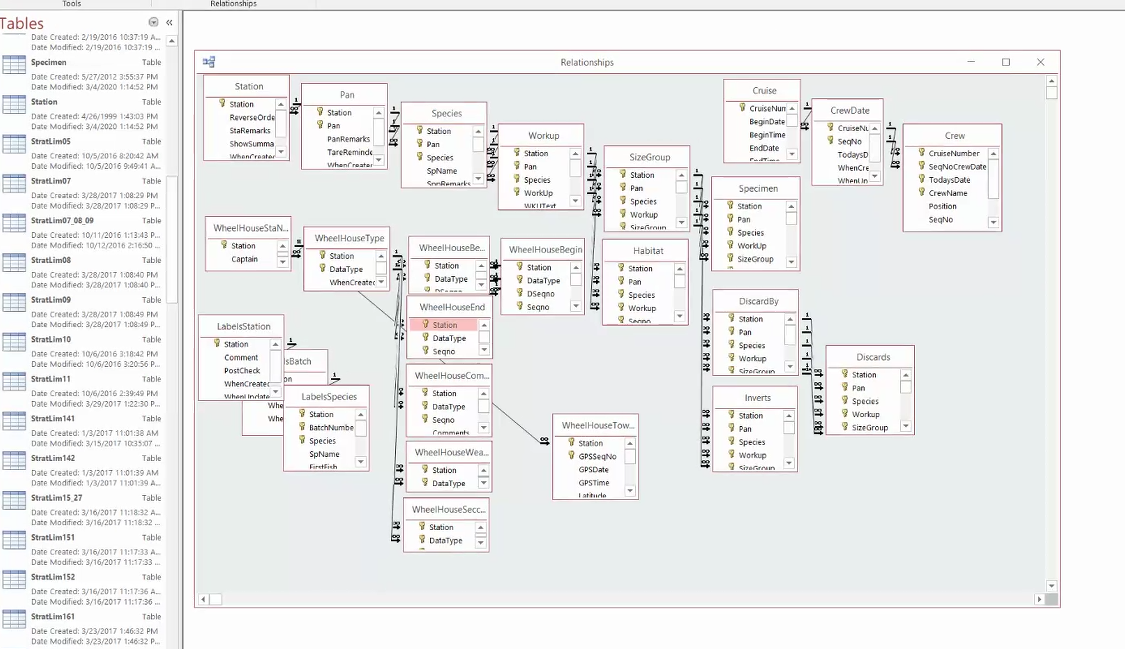 Tools
Relationships
Tables
Date Created: 2/19/2016 10:37:19 A...
Date Modified: 2/19/2016 10:37:19 ...
Specimen Table
Date Created: 5/27/2012 3:55:37 PM
Date Modified: 3/4/2020 1:14:52 PM
Station Table
Date Created: 4/26/1999 1:43:03 PM
Date Modified: 3/4/2020 1:14:52 PM
StratLim05 Table
Date Created: 10/5/2016 8:20:42 AM
Date Modified: 10/5/2016 9:49:41 A...
StratLim07 Table
Date Created: 3/28/2017 1:08:29 PM
Date Modified: 3/28/2017 1:08:29 P...
StratLim07_08_09 Table
Date Created: 10/11/2016 1:13:43 P...
Date Modified: 10/12/2016 2:16:50 ...
StratLim08 Table
Date Created: 3/28/2017 1:08:40 PM
Date Modified: 3/28/2017 1:08:40 P...
StratLim09 Table
Date Created: 3/28/2017 1:08:49 PM
Date Modified: 3/28/2017 1:08:49 P...
StratLim10 Table
Date Created: 10/6/2016 3:18:42 PM
Date Modified: 10/6/2016 3:20:56 P...
StratLim11 Table
Date Created: 10/6/2016 2:39:49 PM
Date Modified: 3/29/2017 1:22:30 P...
StratLim141 Table
Date Created: 1/3/2017 11:01:38 AM
Date Modified: 3/15/2017 10:35:07 ...
StratLim142 Table
Date Created: 1/3/2017 11:01:39 AM
Date Modified: 1/3/2017 11:01:39 A...
StratLim15_27 Table
Date Created: 3/16/2017 11:18:32 A...
Date Modified: 3/16/2017 11:18:32 ...
StratLim151 Table
Date Created: 3/16/2017 11:17:33 A...
Date Modified: 3/16/2017 11:17:33 ...
StratLim152 Table
Date Created: 3/16/2017 11:17:36 A...
Date Modified: 3/16/2017 11:17:36 ...
StratLim161 Table
Date Created: 3/23/2017 1:46:32 PM
Date Modified: 3/23/2017 1:46:32 P...
Relationships
Station
Station
ReverseOrde
StaRemarks
ShowSumma
WhenCreated
Pan
Station
Pan
PanRemarks
TareReminde
WhenCreated
Species
Station
Pan
Species
SpName
SppRemarks
Workup
Station
Pan
Species
WorkUp
WKUText
SizeGroup
Station
Pan
Species
Workup
SizeGroup
Cruise
CruiseNum
BeginDate
BeginTime
EndDate
EndTime
CrewDate
CruiseNu
SeqNo
TodaysD
WhenCre
WhenUp
Crew
CruiseNumber
SeqNoCrewDate
TodaysDate
CrewName
Position
SeqNo
Specimen
Station
Pan
Species
WorkUp
SizeGroup
WheelHouseStaN...
Station
Captain
WheelHouseType
Station
DataType
WhenCreated
WheelHouseBe...
Station
DataType
DSeqno
WheelHouseBegin
Station
DataType
DSeqno
Seqno
Habitat
Station
Pan
Species
Workup
Seqno
WheelHouseEnd
Station
DataType
Seqno
DiscardBy
Station
Pan
Species
Workup
SizeGroup
Discards
Station
Pan
Species
Workup
SizeGroup
LabelsStation
Station
Comment
PostCheck
WhenCreated
WhenUpdate
lsBatch
on
Whe
Whe
LabelsSpecies
Station
BatchNumbe
Species
SpName
FirstFish
WheelHouseCom...
Station
DataType
Seqno
Comments
Inverts
Station
Pan
Species
Workup
SizeGroup
WheelHouseTow...
Station
GPSSeqNo
GPSDate
GPSTime
Latitude
WheelHouseWea...
Station
DataType
WheelHouseSecc...
Station
DataType